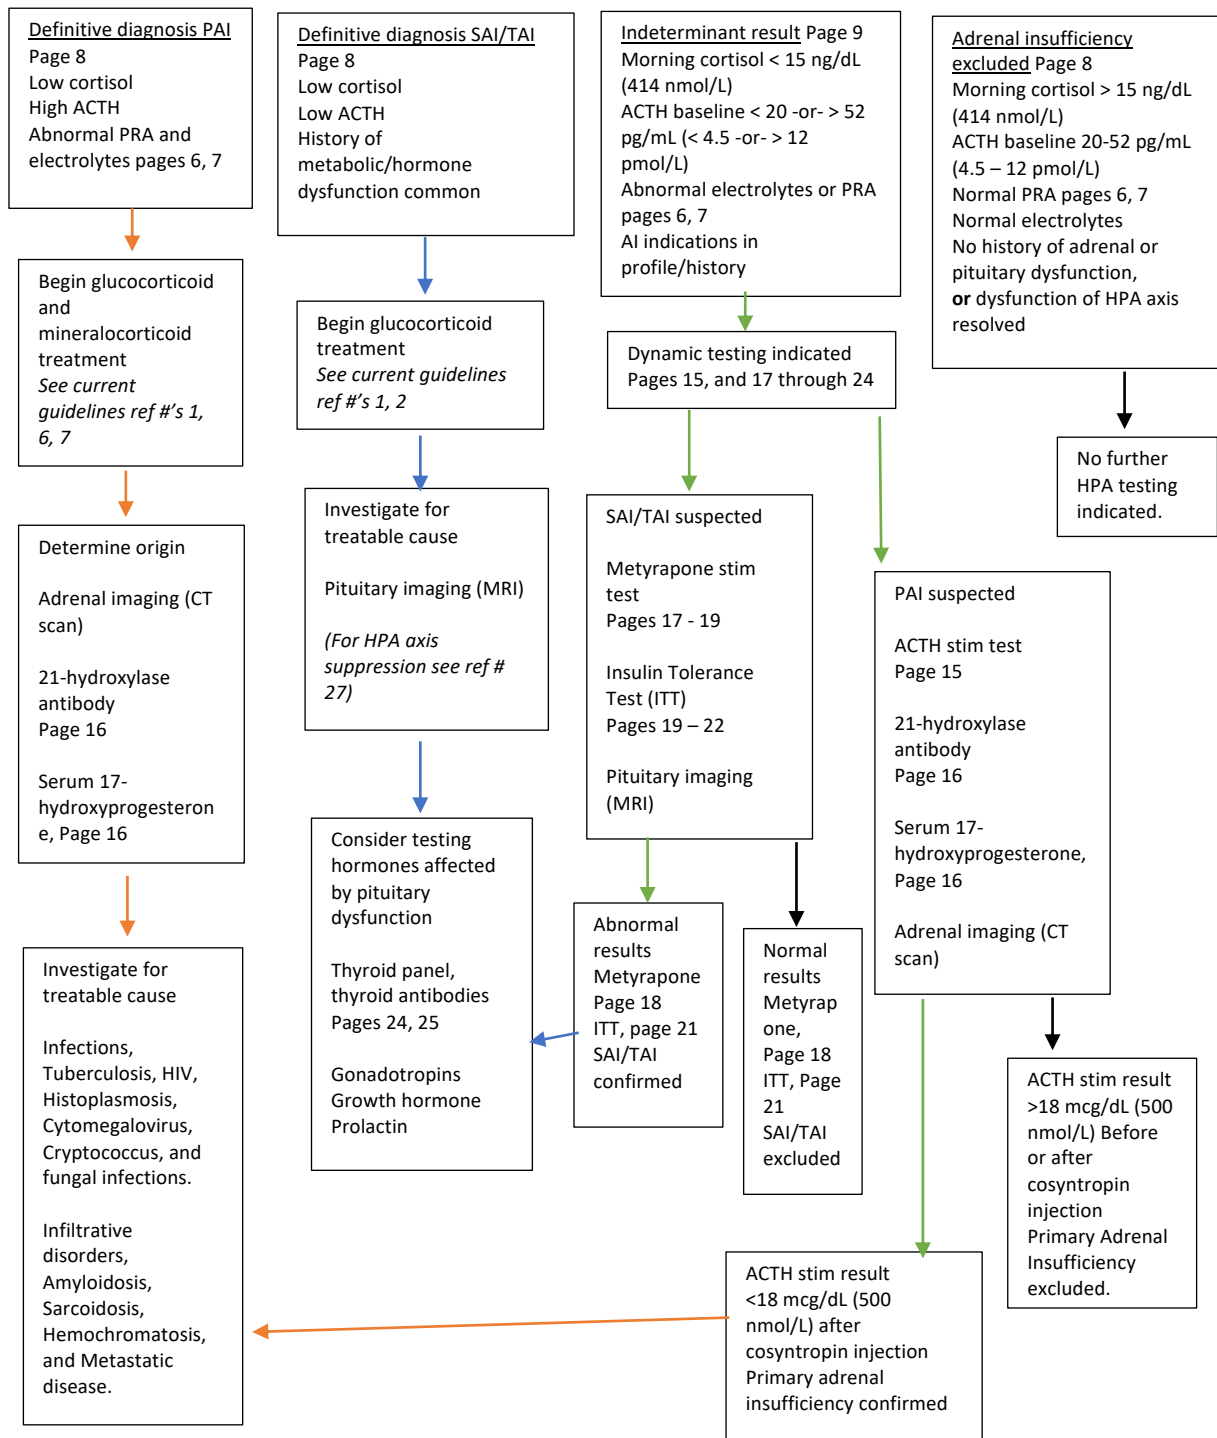 Definitive diagnosis PAI
Page 8
Low cortisol
High ACTH
Abnormal PRA and
electrolytes pages 6, 7
Begin glucocorticoid
and
mineralocorticoid
treatment
See current
guidelines ref #'s 1,
6, 7
Determine origin
Adrenal imaging (CT
scan)
21-hydroxylase
antibody
Page 16
Serum 17-
hydroxyprogesteron
e, Page 16
Investigate for
treatable cause
Infections,
Tuberculosis, HIV,
Histoplasmosis,
Cytomegalovirus,
Cryptococcus, and
fungal infections.
Infiltrative
disorders,
Amyloidosis,
Sarcoidosis,
Hemochromatosis,
and Metastatic
disease.
Definitive diagnosis SAI/TAI
Page 8
Low cortisol
Low ACTH
History of
metabolic/hormone
dysfunction common
Begin glucocorticoid
treatment
See current guidelines
ref #'s 1, 2
Investigate for
treatable cause
Pituitary imaging (MRI)
(For HPA axis
suppression see ref #
27)
Consider testing
hormones affected
by pituitary
dysfunction
Thyroid panel,
thyroid antibodies
Pages 24, 25
Gonadotropins
Growth hormone
Prolactin
Indeterminant result Page 9
Morning cortisol < 15 ng/dL
(414 nmol/L)
ACTH baseline < 20 -or- > 52
pg/mL (< 4.5 -or- > 12
pmol/L)
Abnormal electrolytes or PRA
pages 6, 7
AI indications in
profile/history
Dynamic testing indicated
Pages 15, and 17 through 24
SAI/TAI suspected
Metyrapone stim
test
Pages 17 - 19
Insulin Tolerance
Test (ITT)
Pages 19 – 22
Pituitary imaging
(MRI)
Abnormal
results
Metyrapone
Page 18
ITT, page 21
SAI/TAI
confirmed
Normal
results
Metyrap
one,
Page 18
ITT, Page
21
SAI/TAI
excluded
PAI suspected
ACTH stim test
Page 15
21-hydroxylase
antibody
Page 16
Serum 17-
hydroxyprogesterone,
Page 16
Adrenal imaging (CT
scan)
ACTH stim result
<18 mcg/dL (500
nmol/L) after
cosyntropin injection
Primary adrenal
insufficiency confirmed
ACTH stim result
>18 mcg/dL (500
nmol/L) Before
or after
cosyntropin
injection
Primary Adrenal
Insufficiency
excluded.
Adrenal insufficiency
excluded Page 8
Morning cortisol > 15 ng/dL
(414 nmol/L)
ACTH baseline 20-52 pg/mL
(4.5 – 12 pmol/L)
Normal PRA pages 6, 7
Normal electrolytes
No history of adrenal or
pituitary dysfunction,
or dysfunction of HPA axis
resolved
No further
HPA testing
indicated.